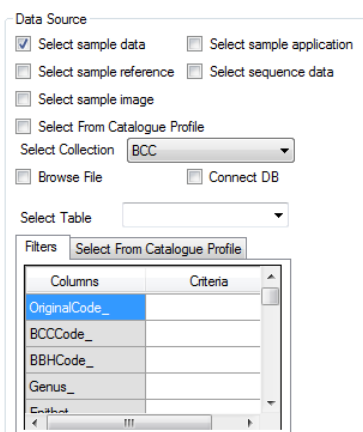 Data Source
Select sample data Select sample application
Select sample reference Select sequence data
Select sample image
Select From Catalogue Profile
Select Collection BCC
Browse File Connect DB
Select Table
Filters Select From Catalogue Profile
Columns Criteria
OriginalCode_
BCCCode_
BBHCode_
Genus_